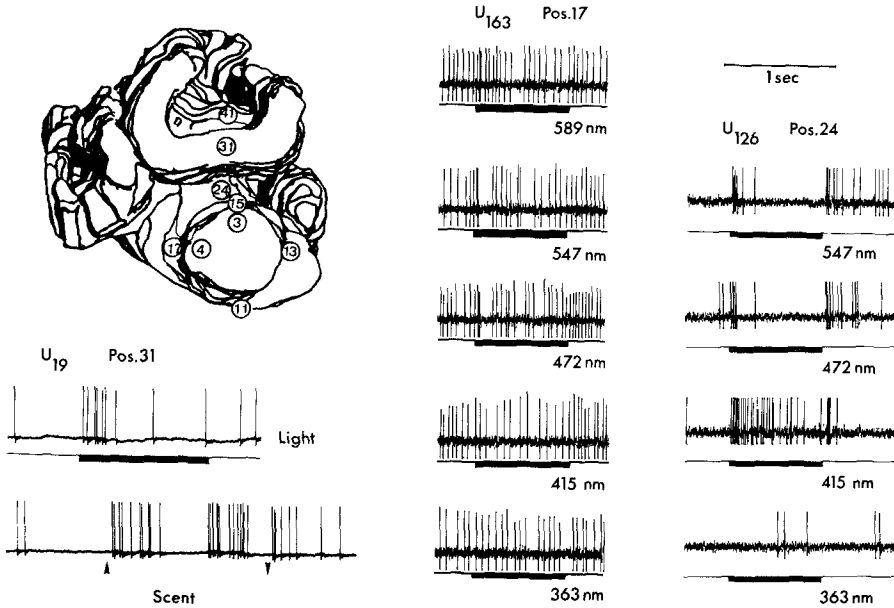 41
31
24
15
3
17
4
13
11
U19 Pos.31
Light
Scent
U163 Pos.17
589 nm
547 nm
472 nm
415 nm
363 nm
1 sec
U126 Pos.24
547 nm
472 nm
415 nm
363 nm